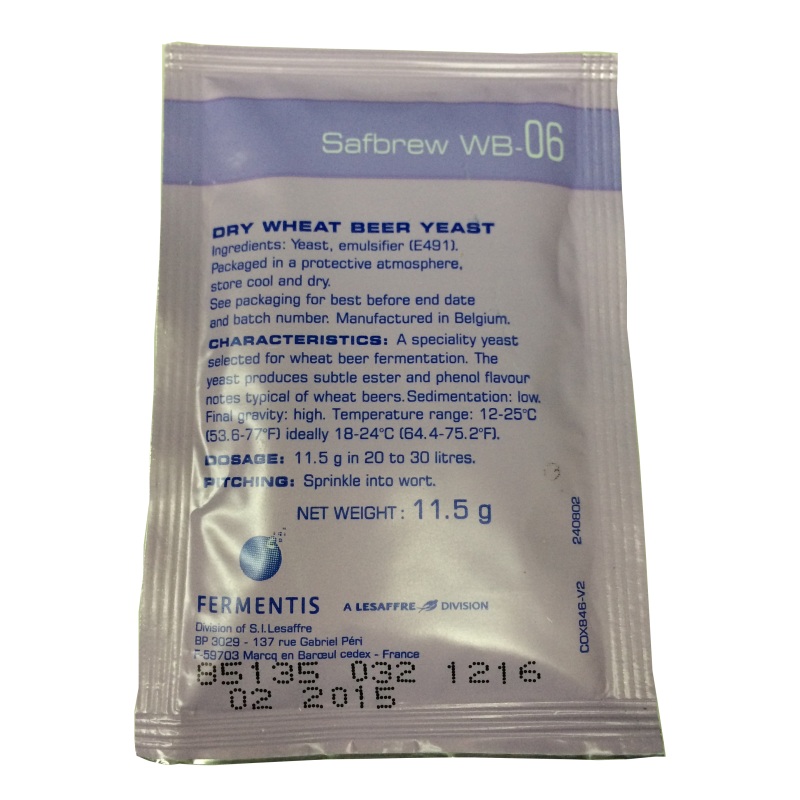 Safbrew WB-06
DRY WHEAT BEER YEAST
Ingredients: Yeast, emulsifier (E491).
Packaged in a protective atmosphere,
store cool and dry.
See packaging for best before end date
and batch number. Manufactured in Belgium.
CHARACTERISTICS: A speciality yeast
selected for wheat beer fermentation. The
yeast produces subtle ester and phenol flavour
notes typical of wheat beers. Sedimentation: low.
Final gravity: high. Temperature range: 12-25°C
(53.6-77°F) ideally 18-24°C (64.4-75.2°F).
DOSAGE: 11.5 g in 20 to 30 litres.
PITCHING: Sprinkle into wort.
NET WEIGHT: 11.5 g
FERMENTIS
A LESAFFRE DIVISION
Division of S.I.Lesaffre
BP 3029 - 137 rue Gabriel Péri
F-59703 Marcq en Barœul cedex - France
85135 032 1216
02 2015
COX846-V2 240802